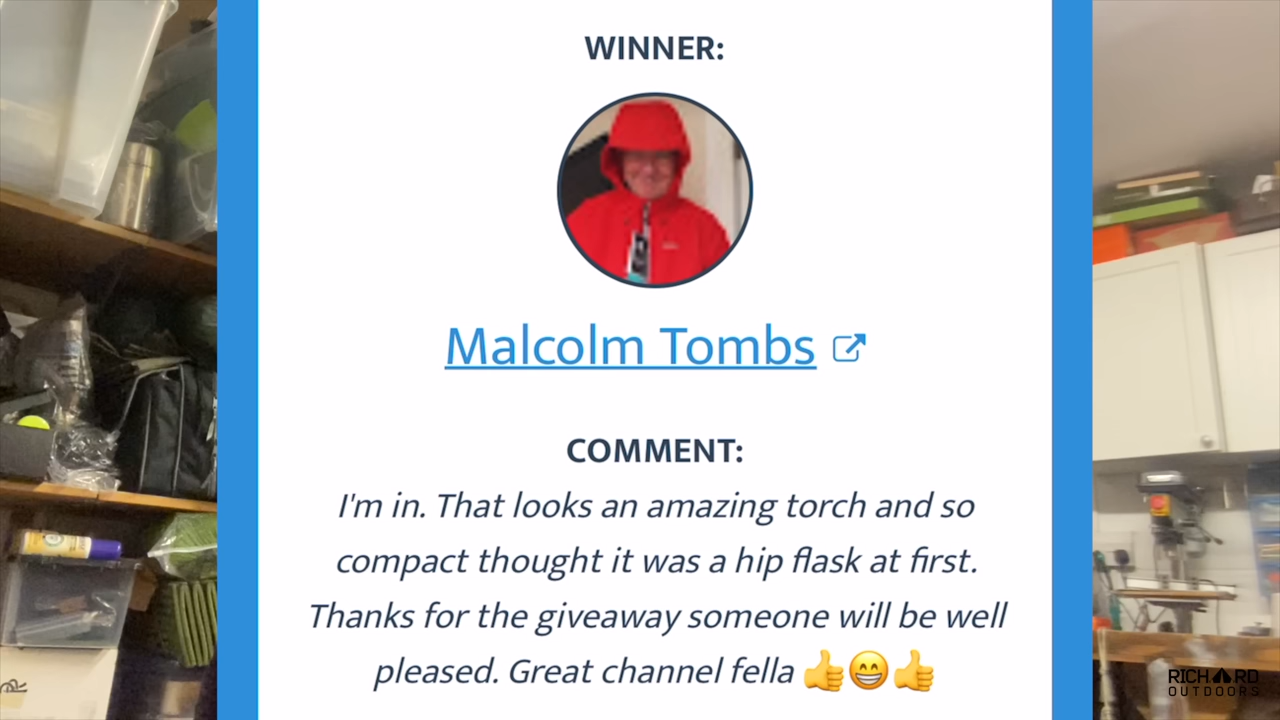 WINNER:
Malcolm Tombs
COMMENT:
I'm in. That looks an amazing torch and so
compact thought it was a hip flask at first.
Thanks for the giveaway someone will be well
pleased. Great channel fella 👍😁👍
RICHARD
OUTDOORS